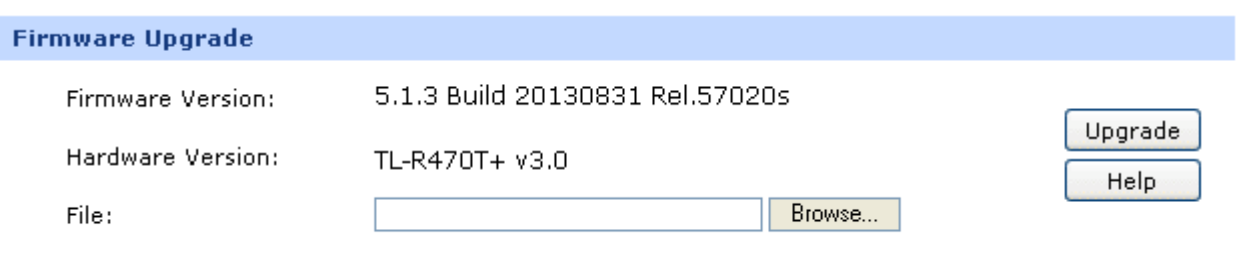 Firmware Upgrade
Firmware Version: 5.1.3 Build 20130831 Rel.57020s
Upgrade
Hardware Version: TL-R470T+ v3.0
Help
File: Browse...